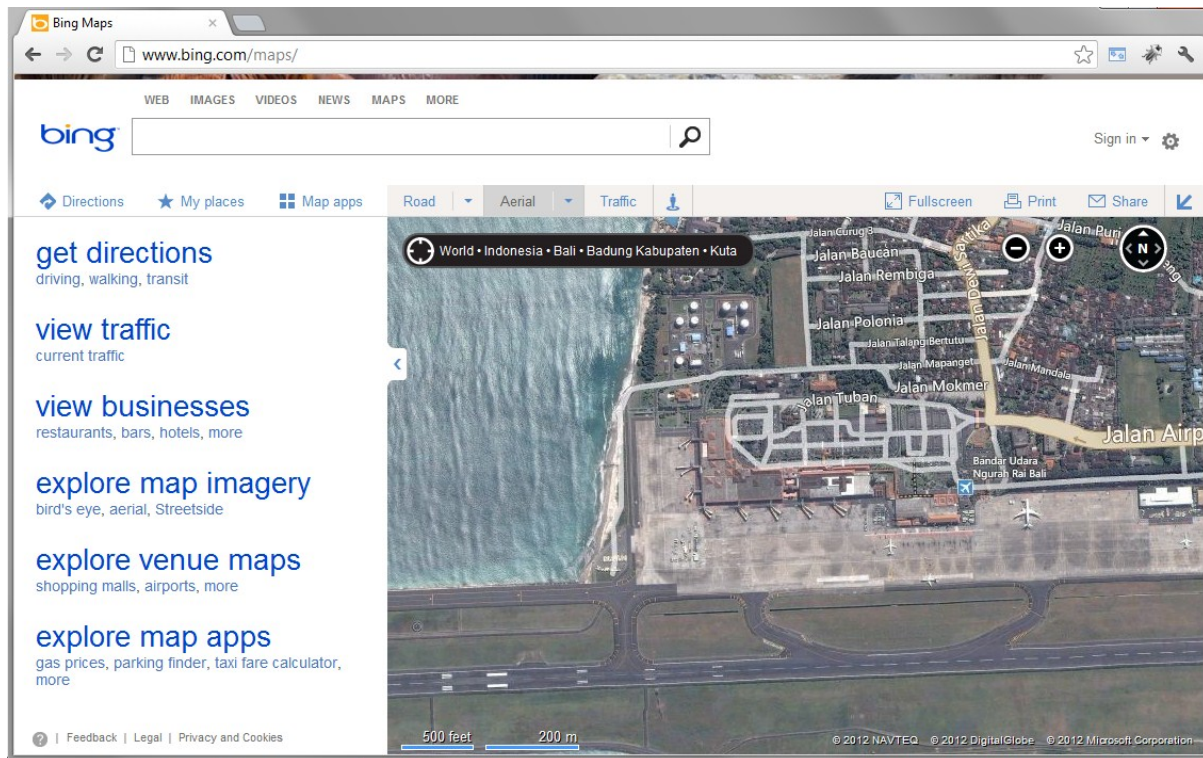 Bing Maps
www.bing.com/maps/
WEB IMAGES VIDEOS NEWS MAPS MORE
bing
Sign in
Directions My places Map apps Road Aerial Traffic Fullscreen Print Share
get directions
driving, walking, transit
view traffic
current traffic
view businesses
restaurants, bars, hotels, more
explore map imagery
bird's eye, aerial, Streetside
explore venue maps
shopping malls, airports, more
explore map apps
gas prices, parking finder, taxi fare calculator,
more
| Feedback | Legal | Privacy and Cookies
World • Indonesia • Bali • Badung Kabupaten • Kuta
N
Jalan Curug 3
Jalan Puri
Jalan Baucan
Jalan Rembiga
Jalan Dewi Sartika
Jalan Polonia
Jalan Talang Bertutu
Jalan Mapanget
Jalan Mandala
Jalan Mokmer
Jalan Tuban
Jalan Airp
Bandar Udara
Ngurah Rai Bali
500 feet 200 m
© 2012 NAVTEQ © 2012 DigitalGlobe © 2012 Microsoft Corporation